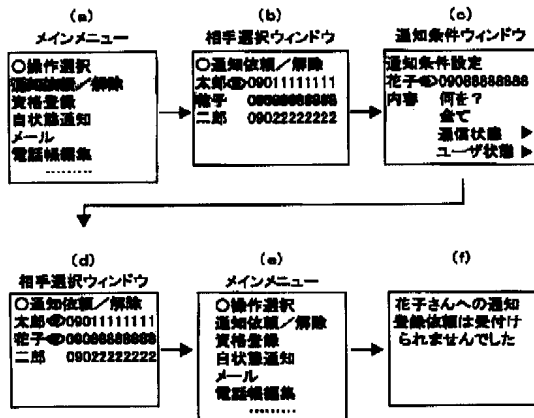 (a)
メインメニュー
○操作選択
通知依頼／解除
資格登録
自状態通知
メール
電話帳編集
………
(b)
相手選択ウィンドウ
○通知依頼／解除
太郎 09011111111
花子 09088888888
二郎 09022222222
(c)
通知条件ウィンドウ
通知条件設定
花子 09088888888
内容 何を？
全て
通信状態 ▶
ユーザ状態 ▶
(d)
相手選択ウィンドウ
○通知依頼／解除
太郎 09011111111
花子 09088888888
二郎 09022222222
(e)
メインメニュー
○操作選択
通知依頼／解除
資格登録
自状態通知
メール
電話帳編集
………
(f)
花子さんへの通知
登録依頼は受付け
られませんでした